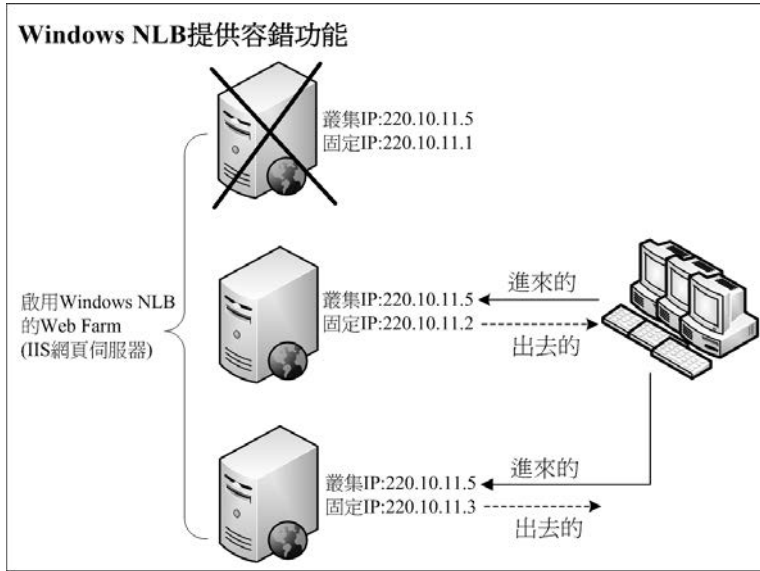 Windows NLB提供容錯功能
叢集IP:220.10.11.5
固定IP:220.10.11.1
啟用Windows NLB
的Web Farm
(IIS網頁伺服器)
叢集IP:220.10.11.5
固定IP:220.10.11.2
進來的
出去的
叢集IP:220.10.11.5
固定IP:220.10.11.3
進來的
出去的